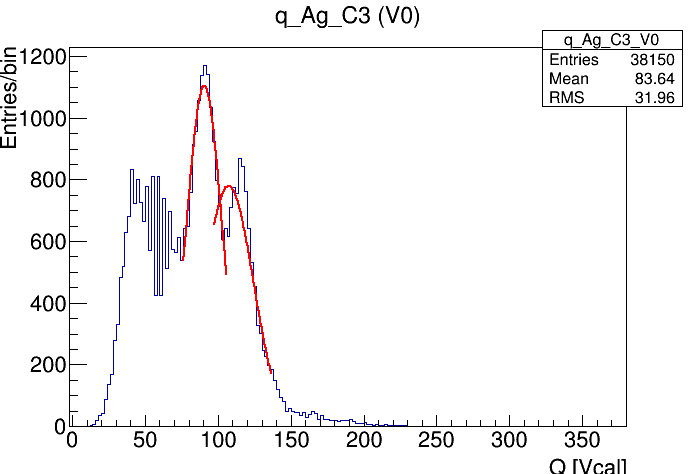 q_Ag_C3 (V0)
q_Ag_C3_V0
Entries 38150
Mean 83.64
RMS 31.96
Entries/bin
1200
1000
800
600
400
200
0
0 50 100 150 200 250 300 350
Q [Vcal]